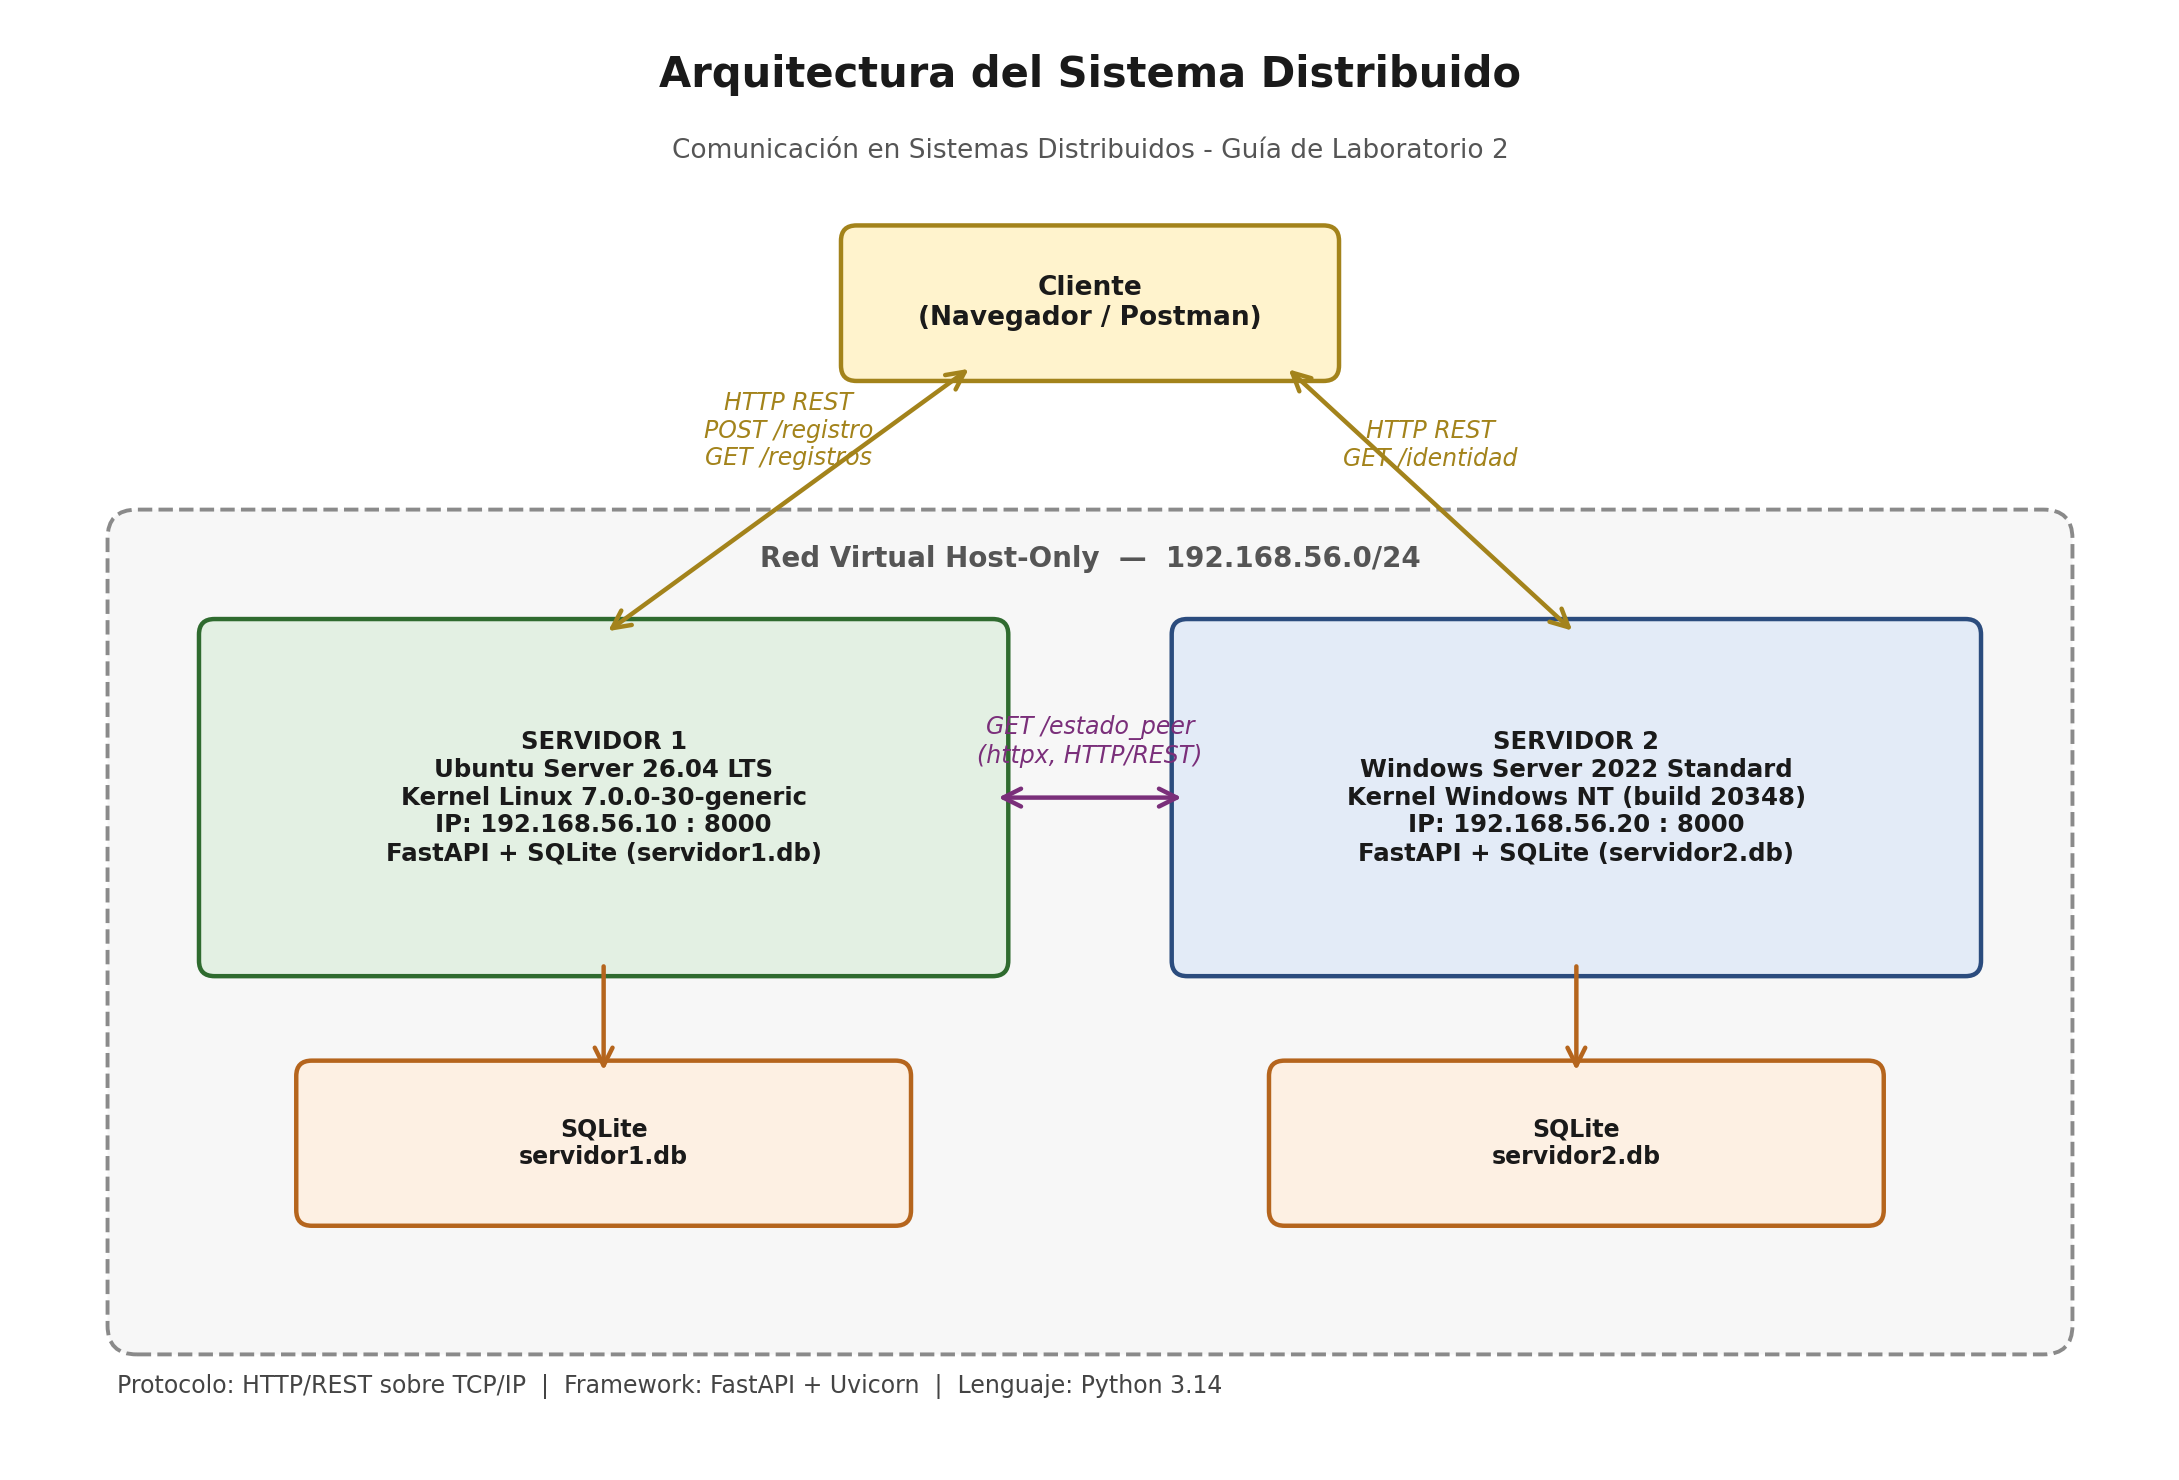 Arquitectura del Sistema Distribuido
Comunicación en Sistemas Distribuidos - Guía de Laboratorio 2
Cliente
(Navegador / Postman)
HTTP REST
POST /registro
GET /registros
HTTP REST
GET /identidad
Red Virtual Host-Only — 192.168.56.0/24
SERVIDOR 1
Ubuntu Server 26.04 LTS
Kernel Linux 7.0.0-30-generic
IP: 192.168.56.10 : 8000
FastAPI + SQLite (servidor1.db)
GET /estado_peer
(httpx, HTTP/REST)
SERVIDOR 2
Windows Server 2022 Standard
Kernel Windows NT (build 20348)
IP: 192.168.56.20 : 8000
FastAPI + SQLite (servidor2.db)
SQLite
servidor1.db
SQLite
servidor2.db
Protocolo: HTTP/REST sobre TCP/IP | Framework: FastAPI + Uvicorn | Lenguaje: Python 3.14